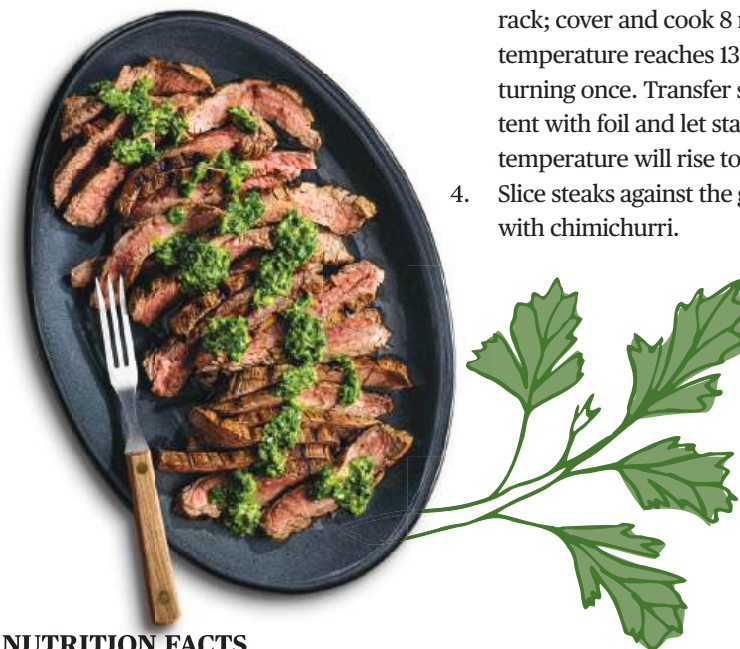 rack; cover and cook 8
temperature reaches 13
turning once. Transfer
tent with foil and let
temperature will rise to
4. Slice steaks against the
with chimichurri.
NUTRITION FACTS